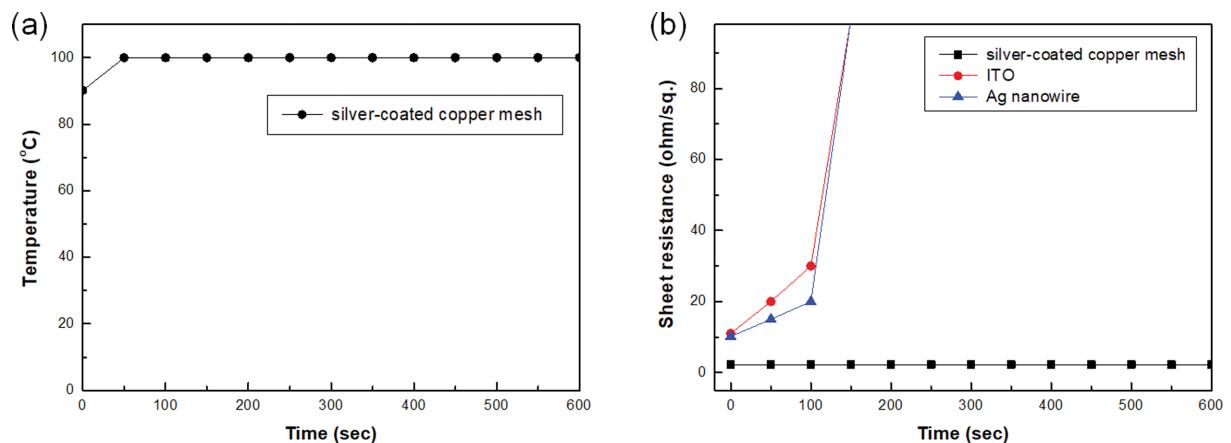 (a)
100
80
60
40
20
0
Temperature (°C)
silver-coated copper mesh
0 100 200 300 400 500 600
Time (sec)
(b)
80
60
40
20
0
Sheet resistance (ohm/sq.)
silver-coated copper mesh
ITO
Ag nanowire
0 100 200 300 400 500 600
Time (sec)